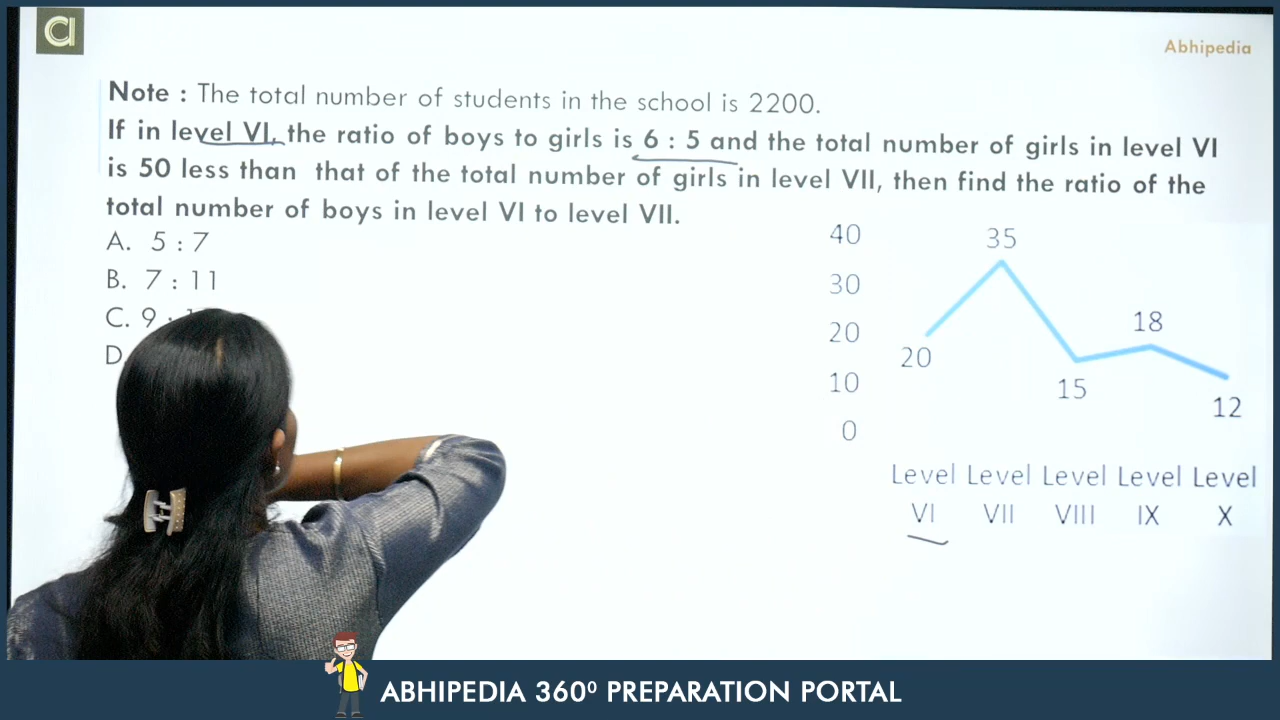 Abhipedia
Note : The total number of students in the school is 2200.
If in level VI, the ratio of boys to girls is 6 : 5 and the total number of girls in level VI
is 50 less than that of the total number of girls in level VII, then find the ratio of the
total number of boys in level VI to level VII.
A. 5 : 7
B. 7 : 11
C. 9 :
D.
40
30
20
10
0
35
20
15
18
12
Level Level Level Level Level
VI VII VIII IX X
ABHIPEDIA 360⁰ PREPARATION PORTAL